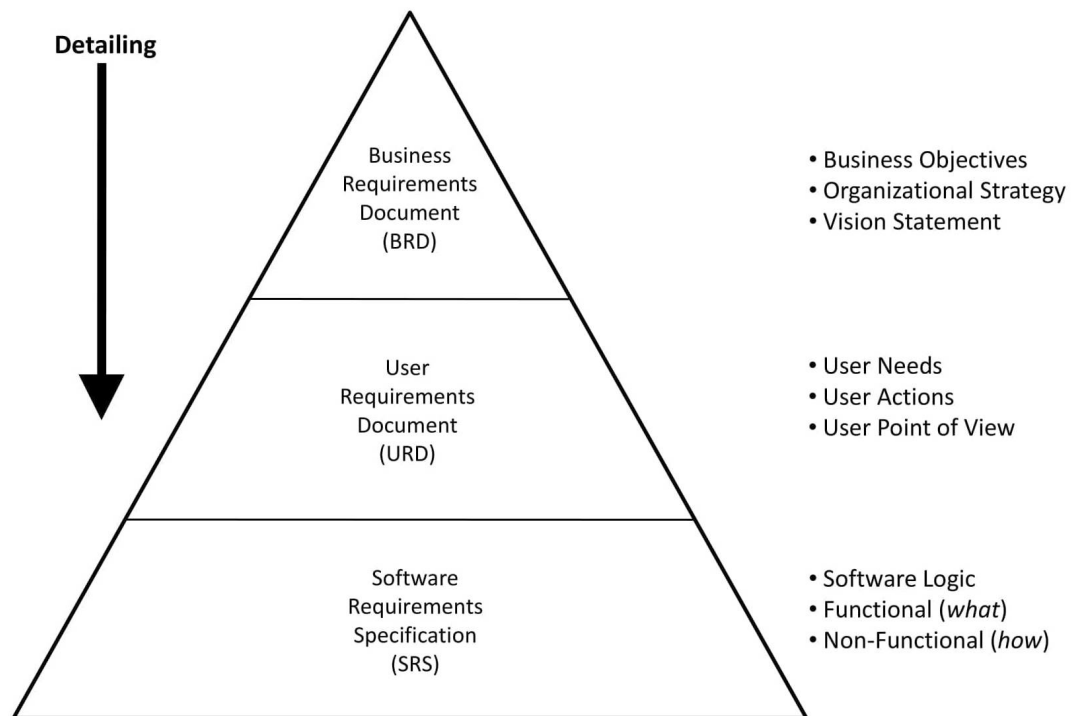 Detailing
Business
Requirements
Document
(BRD)
• Business Objectives
• Organizational Strategy
• Vision Statement
User
Requirements
Document
(URD)
• User Needs
• User Actions
• User Point of View
Software
Requirements
Specification
(SRS)
• Software Logic
• Functional (what)
• Non-Functional (how)